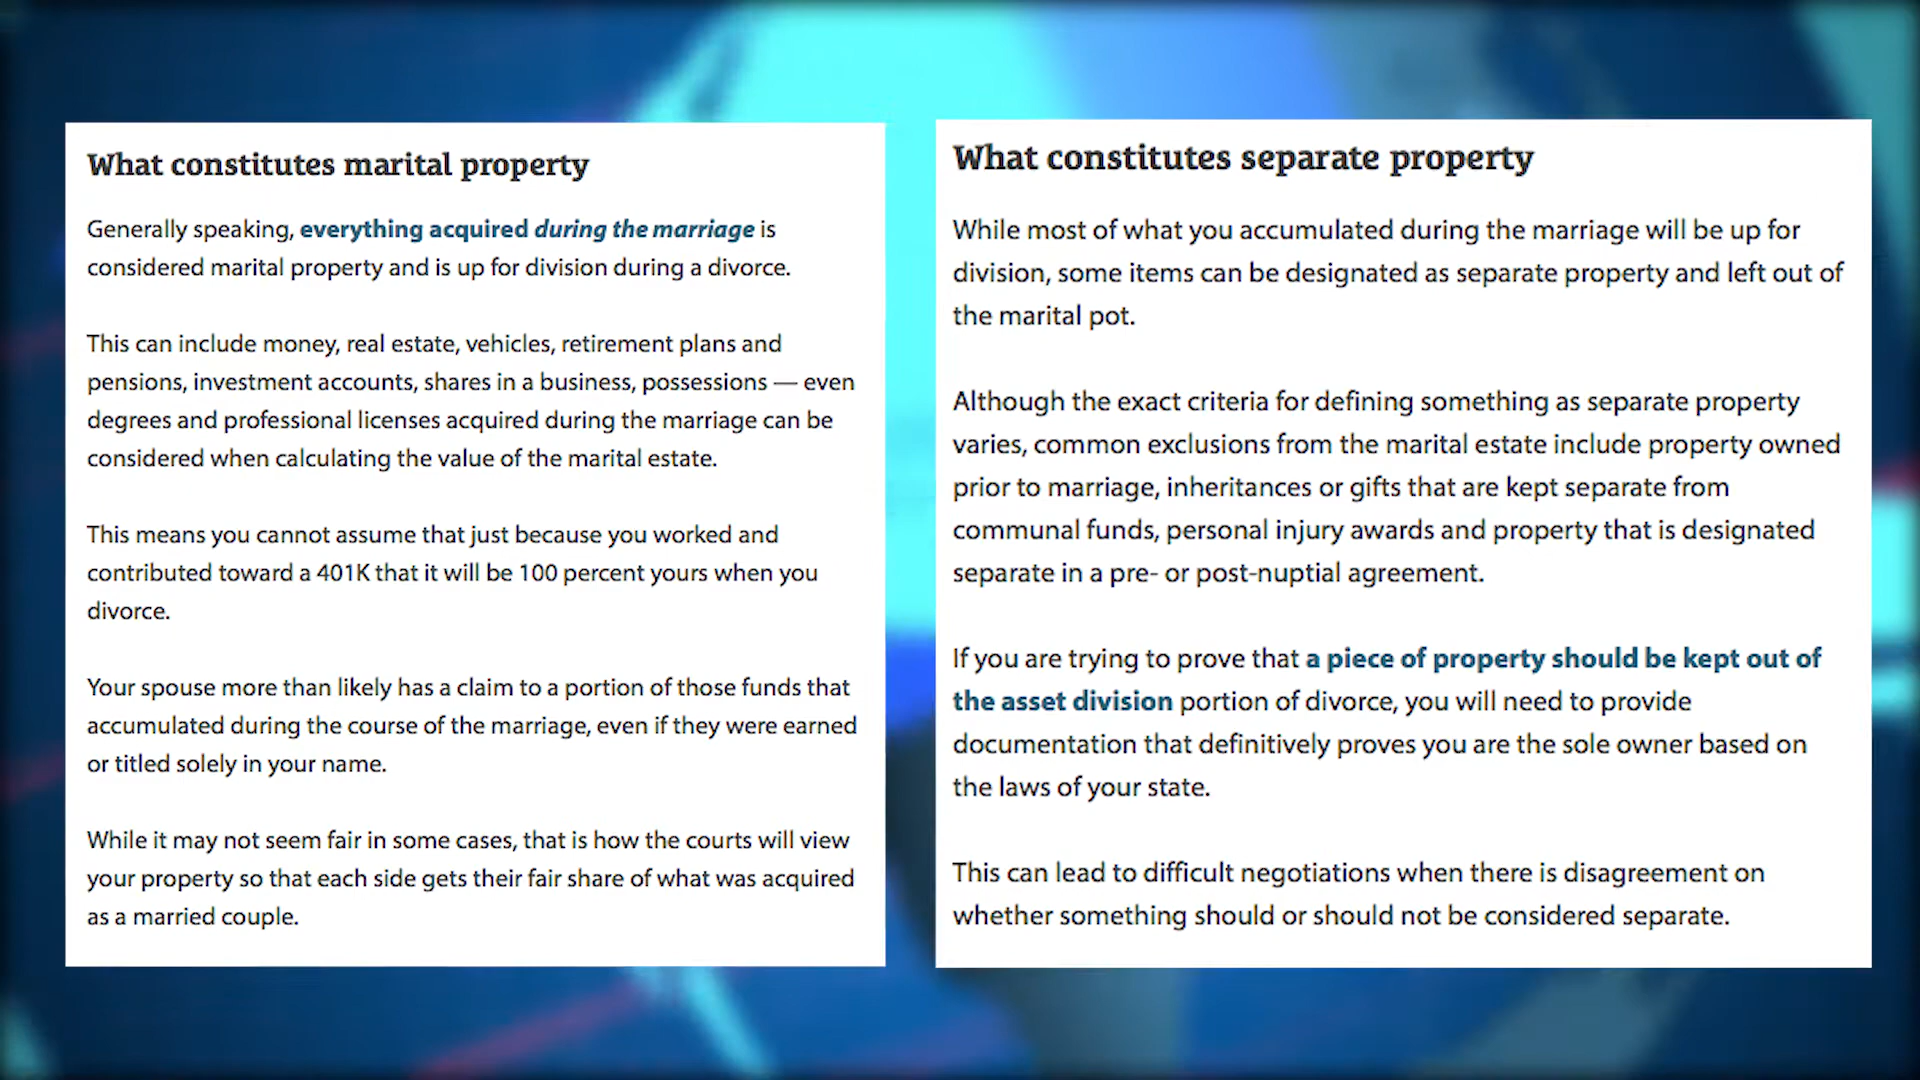 What constitutes marital property
Generally speaking, everything acquired during the marriage is
considered marital property and is up for division during a divorce.
This can include money, real estate, vehicles, retirement plans and
pensions, investment accounts, shares in a business, possessions — even
degrees and professional licenses acquired during the marriage can be
considered when calculating the value of the marital estate.
This means you cannot assume that just because you worked and
contributed toward a 401K that it will be 100 percent yours when you
divorce.
Your spouse more than likely has a claim to a portion of those funds that
accumulated during the course of the marriage, even if they were earned
or titled solely in your name.
While it may not seem fair in some cases, that is how the courts will view
your property so that each side gets their fair share of what was acquired
as a married couple.
What constitutes separate property
While most of what you accumulated during the marriage will be up for
division, some items can be designated as separate property and left out of
the marital pot.
Although the exact criteria for defining something as separate property
varies, common exclusions from the marital estate include property owned
prior to marriage, inheritances or gifts that are kept separate from
communal funds, personal injury awards and property that is designated
separate in a pre- or post-nuptial agreement.
If you are trying to prove that a piece of property should be kept out of
the asset division portion of divorce, you will need to provide
documentation that definitively proves you are the sole owner based on
the laws of your state.
This can lead to difficult negotiations when there is disagreement on
whether something should or should not be considered separate.